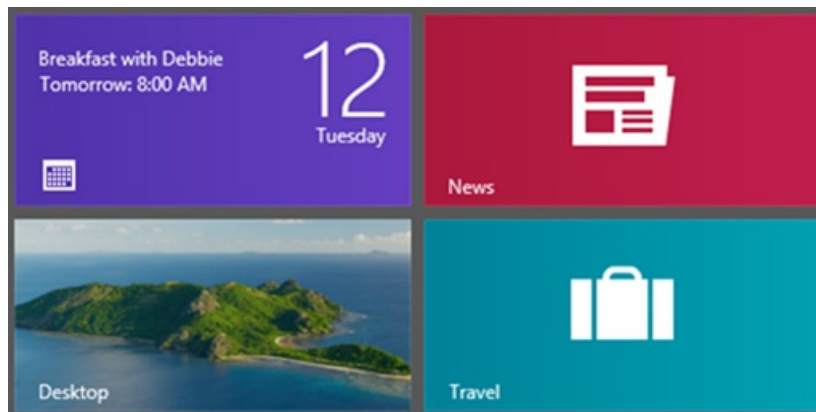 Breakfast with Debbie
Tomorrow: 8:00 AM
12
Tuesday
News
Desktop
Travel